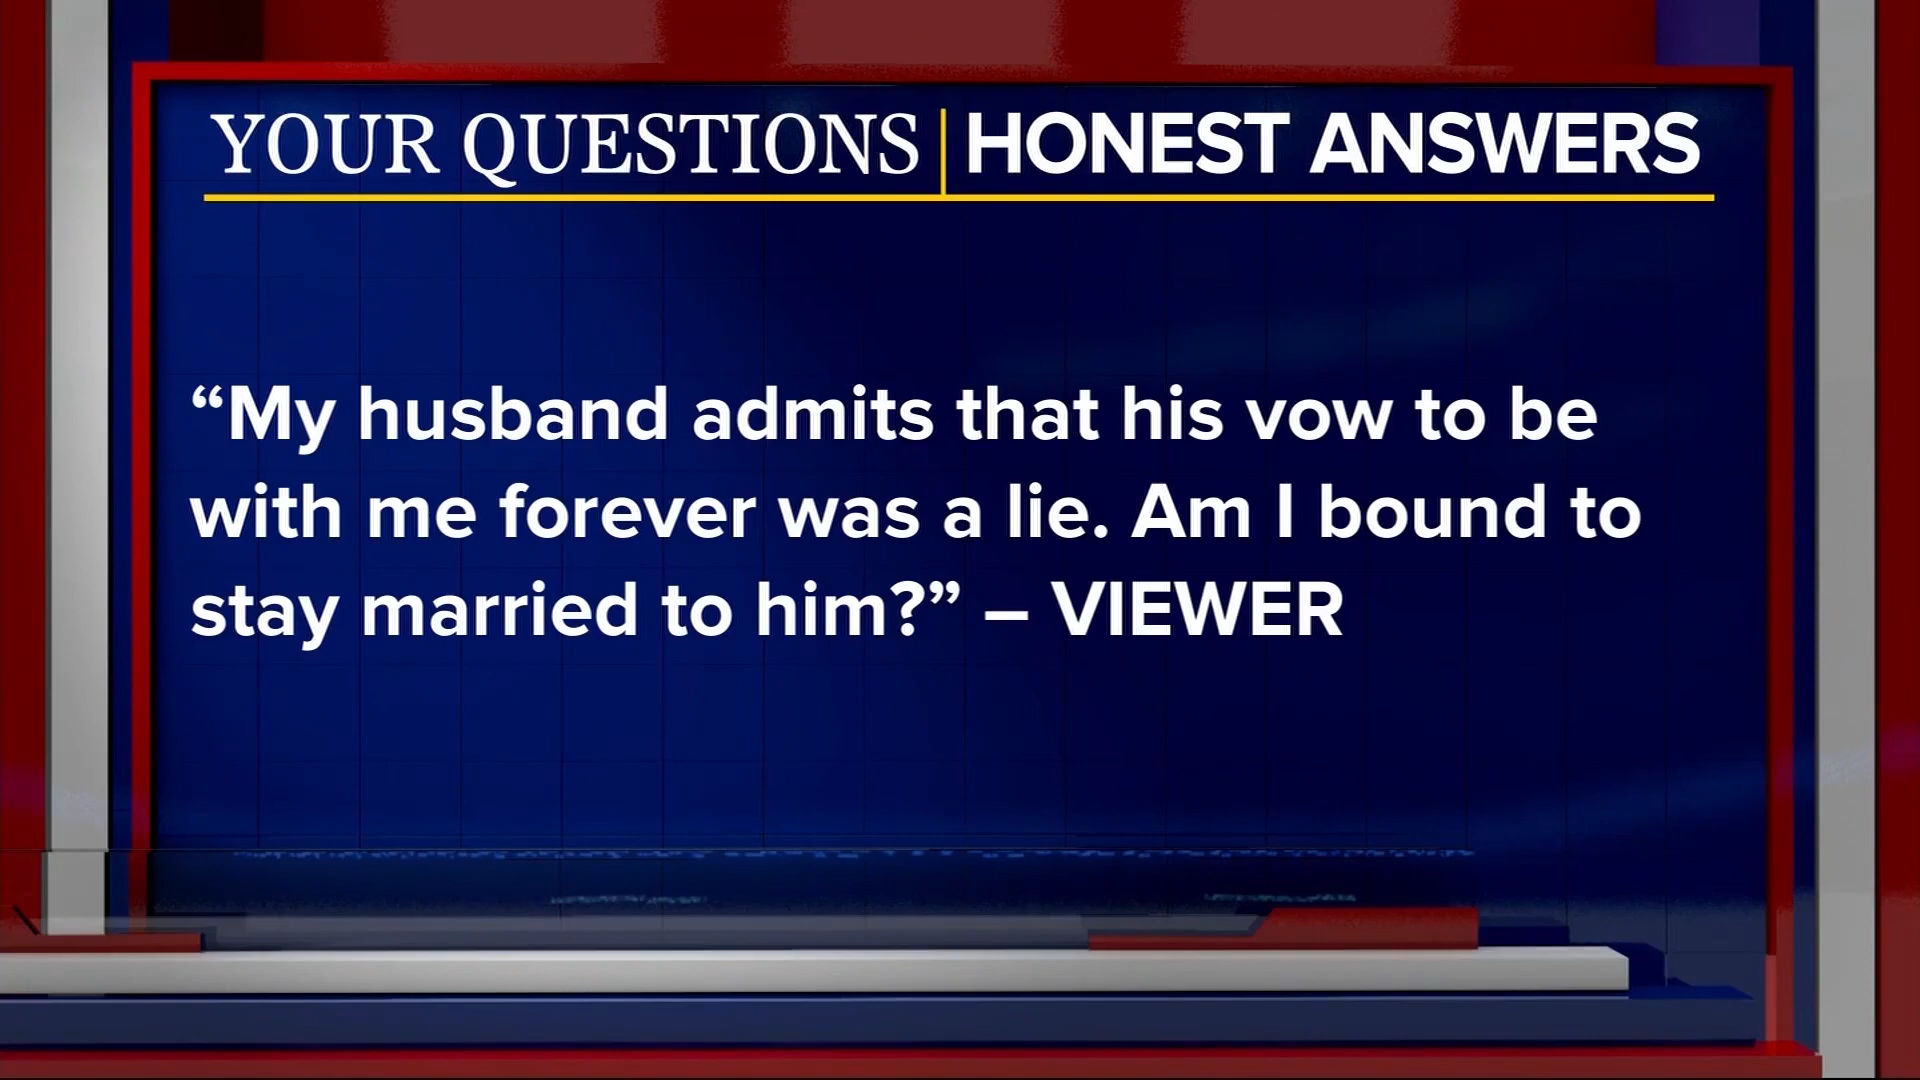 YOUR QUESTIONS | HONEST ANSWERS
“My husband admits that his vow to be
with me forever was a lie. Am I bound to
stay married to him?” – VIEWER